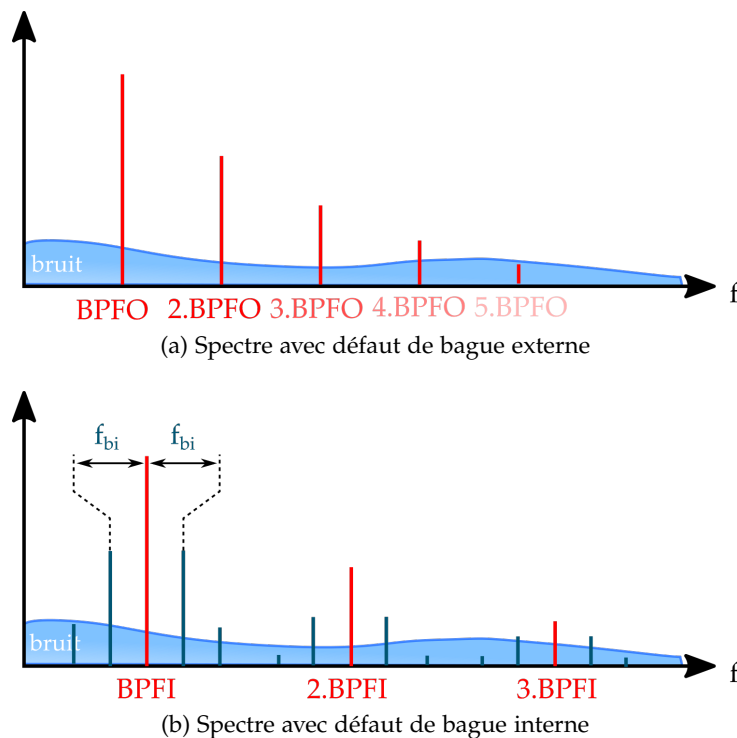 bruit
f
BPFO 2.BPFO 3.BPFO 4.BPFO 5.BPFO
(a) Spectre avec défaut de bague externe
f_bi f_bi
bruit
f
BPFI 2.BPFI 3.BPFI
(b) Spectre avec défaut de bague interne